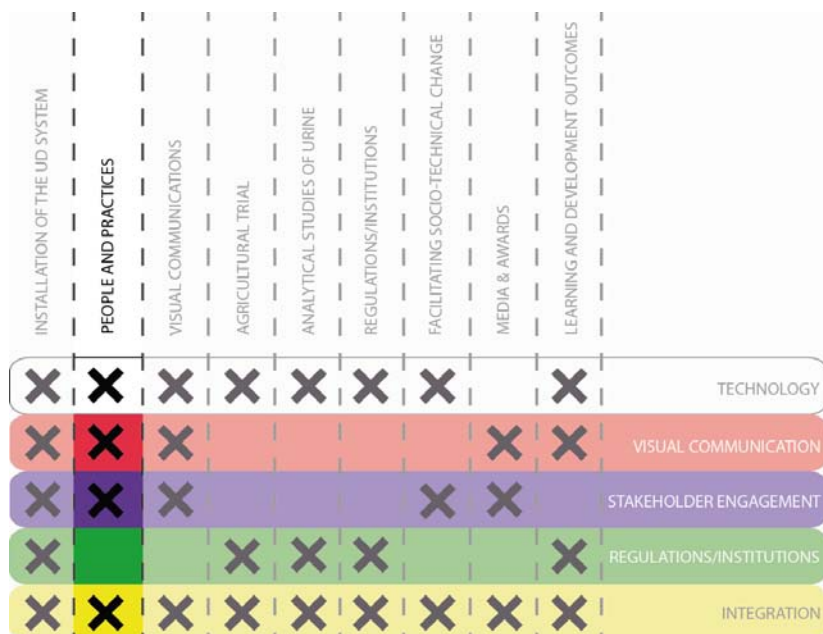 INSTALLATION OF THE UD SYSTEM
PEOPLE AND PRACTICES
VISUAL COMMUNICATIONS
AGRICULTURAL TRIAL
ANALYTICAL STUDIES OF URINE
REGULATIONS/INSTITUTIONS
FACILITATING SOCIO-TECHNICAL CHANGE
MEDIA & AWARDS
LEARNING AND DEVELOPMENT OUTCOMES
TECHNOLOGY
VISUAL COMMUNICATION
STAKEHOLDER ENGAGEMENT
REGULATIONS/INSTITUTIONS
INTEGRATION